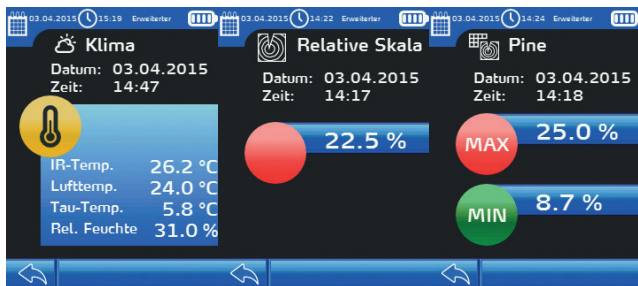 03.04.2015 15:19 Erweiterter
Klima
Datum: 03.04.2015
Zeit: 14:47
IR-Temp. 26.2 °C
Lufttemp. 24.0 °C
Tau-Temp. 5.8 °C
Rel. Feuchte 31.0 %
03.04.2015 14:22 Erweiterter
Relative Skala
Datum: 03.04.2015
Zeit: 14:17
22.5 %
03.04.2015 14:24 Erweiterter
Pine
Datum: 03.04.2015
Zeit: 14:18
MAX 25.0 %
MIN 8.7 %